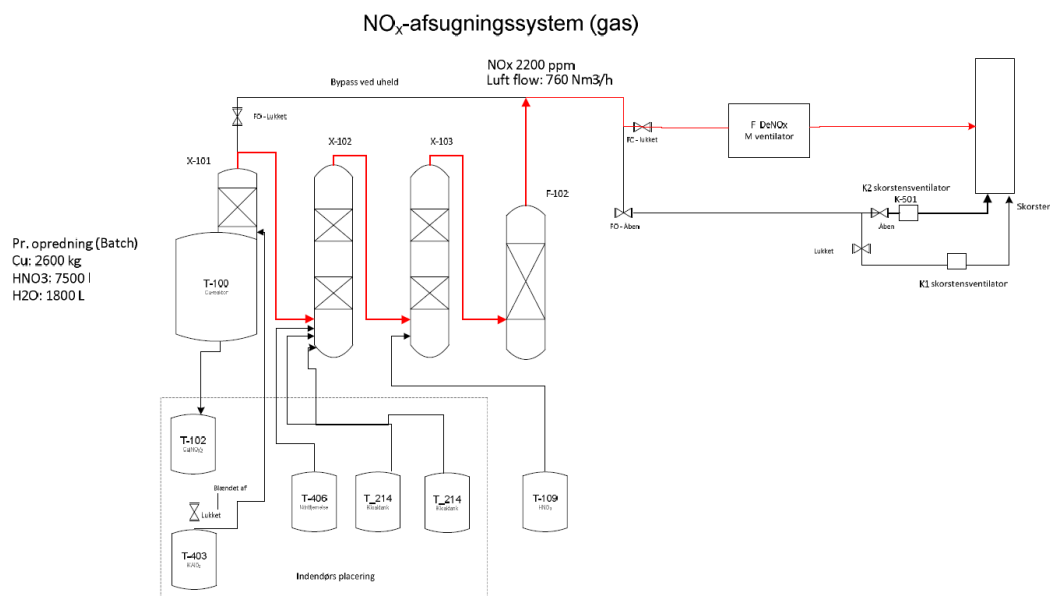 NOx-afsugningssystem (gas)
NOx 2200 ppm
Luft flow: 760 Nm3/h
Bypass ved uheld
FO - Lukket
X-101
X-102
X-103
F-102
FC - lukket
F DeNOx
M ventilator
K2 skorstensventilator
K-501
Skorsten
FO - Åben
Åben
Lukket
K1 skorstensventilator
Pr. opredning (Batch)
Cu: 2600 kg
HNO3: 7500 l
H2O: 1800 L
T-100
T-102
Blændet af
Lukket
T-403
T-406
T_214
T_214
T-109
HNO₃
Indendørs placering